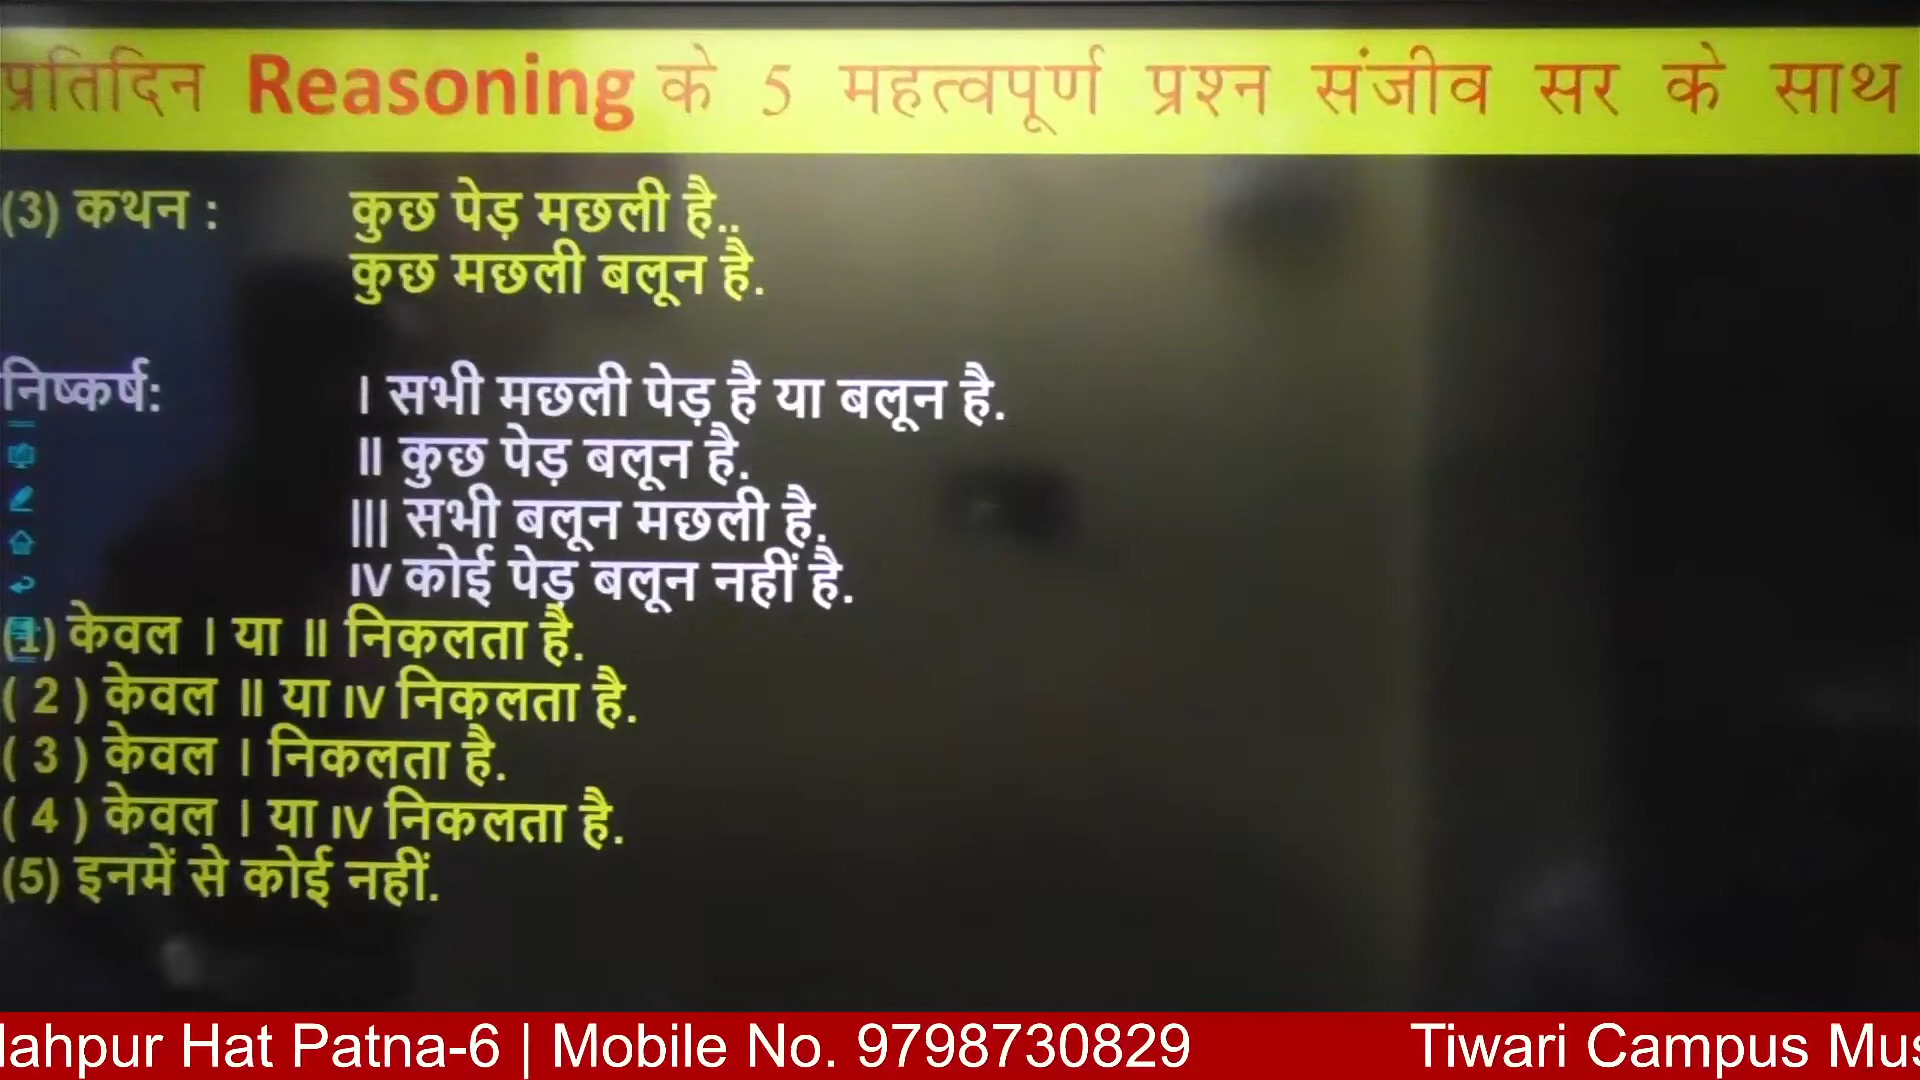 प्रतिदिन Reasoning के 5 महत्वपूर्ण प्रश्न संजीव सर के साथ
(3) कथन : कुछ पेड़ मछली है..
कुछ मछली बलून है.
निष्कर्ष: I सभी मछली पेड़ है या बलून है.
II कुछ पेड़ बलून है.
III सभी बलून मछली है.
IV कोई पेड़ बलून नहीं है.
(1) केवल I या II निकलता है.
( 2 ) केवल II या IV निकलता है.
( 3 ) केवल I निकलता है.
( 4 ) केवल I या IV निकलता है.
(5) इनमें से कोई नहीं.
lahpur Hat Patna-6 | Mobile No. 9798730829 Tiwari Campus Mus